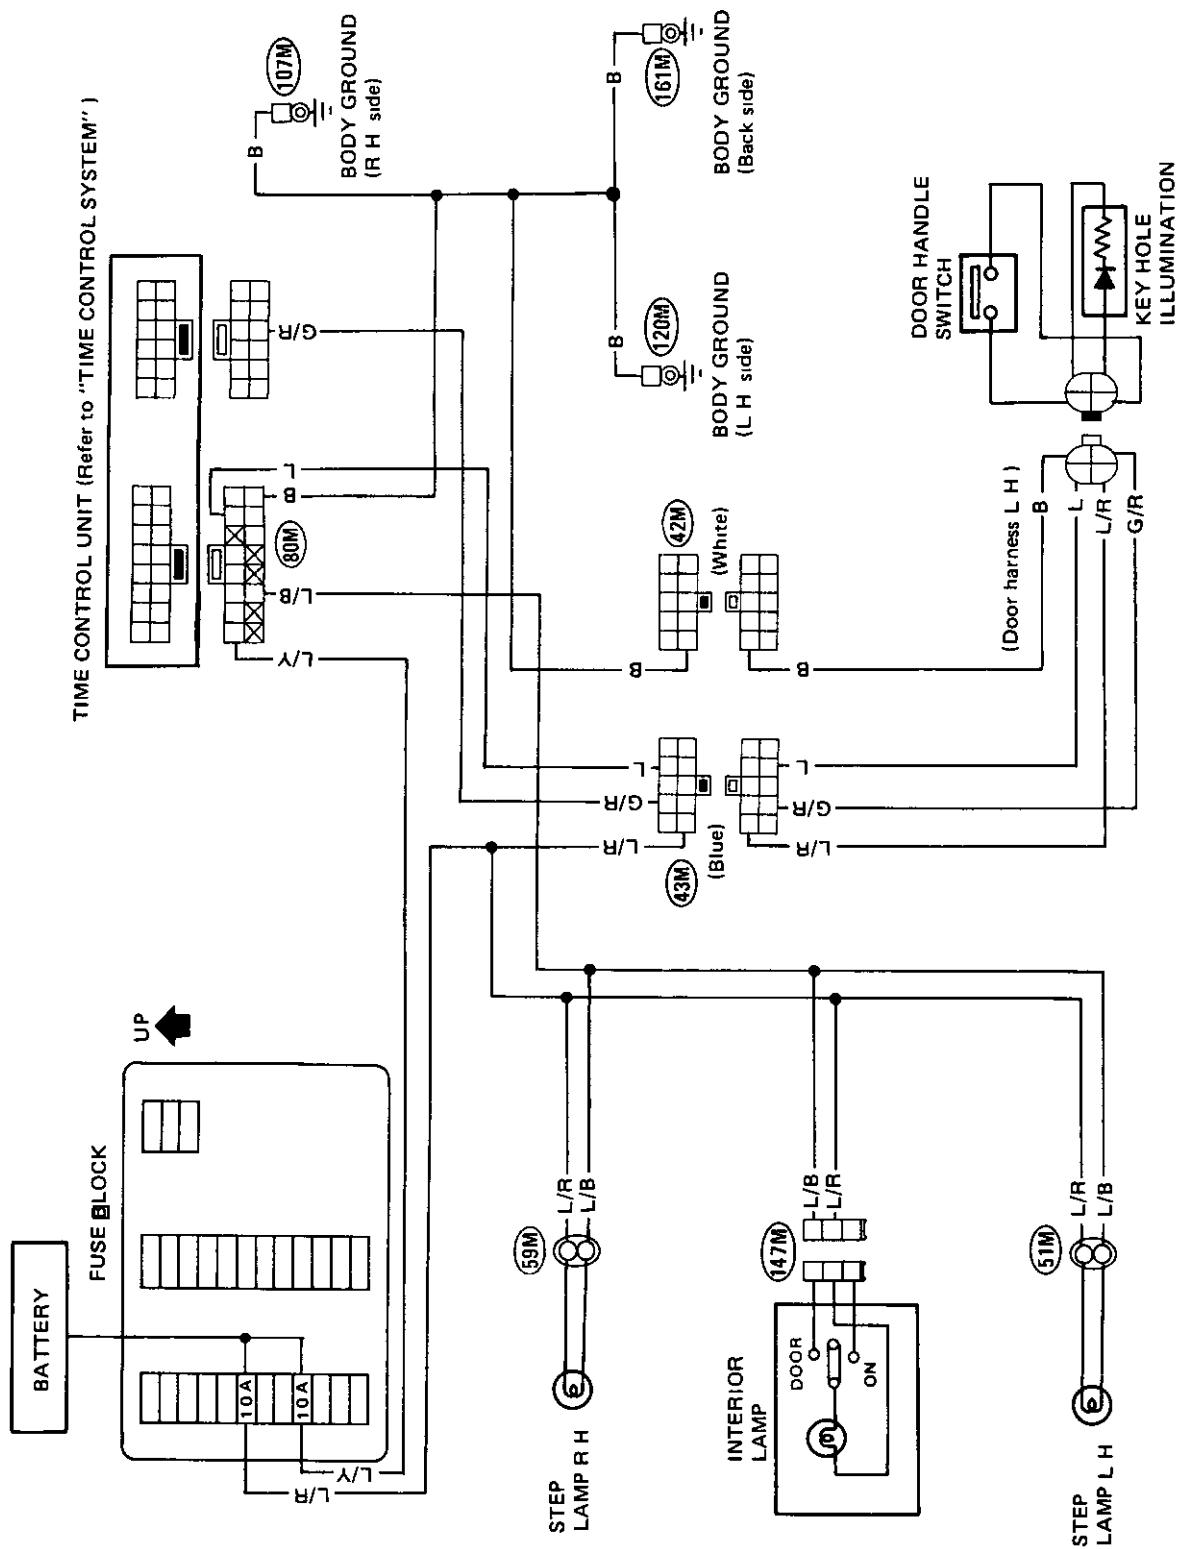 BATTERY
FUSE BLOCK
UP
10A
10A
L/R
L/Y
TIME CONTROL UNIT (Refer to "TIME CONTROL SYSTEM")
L/Y
L/B
80M
B
L
G/R
B
107M
BODY GROUND
(R H side)
B
120M
BODY GROUND
(L H side)
B
161M
BODY GROUND
(Back side)
L/R
G/R
L
43M
(Blue)
L/R
G/R
L
B
42M
(White)
B
(Door harness L H)
B
L
L/R
G/R
DOOR HANDLE
SWITCH
KEY HOLE
ILLUMINATION
STEP
LAMP R H
59M
L/R
L/B
INTERIOR
LAMP
DOOR
ON
147M
L/B
L/R
STEP
LAMP L H
51M
L/R
L/B